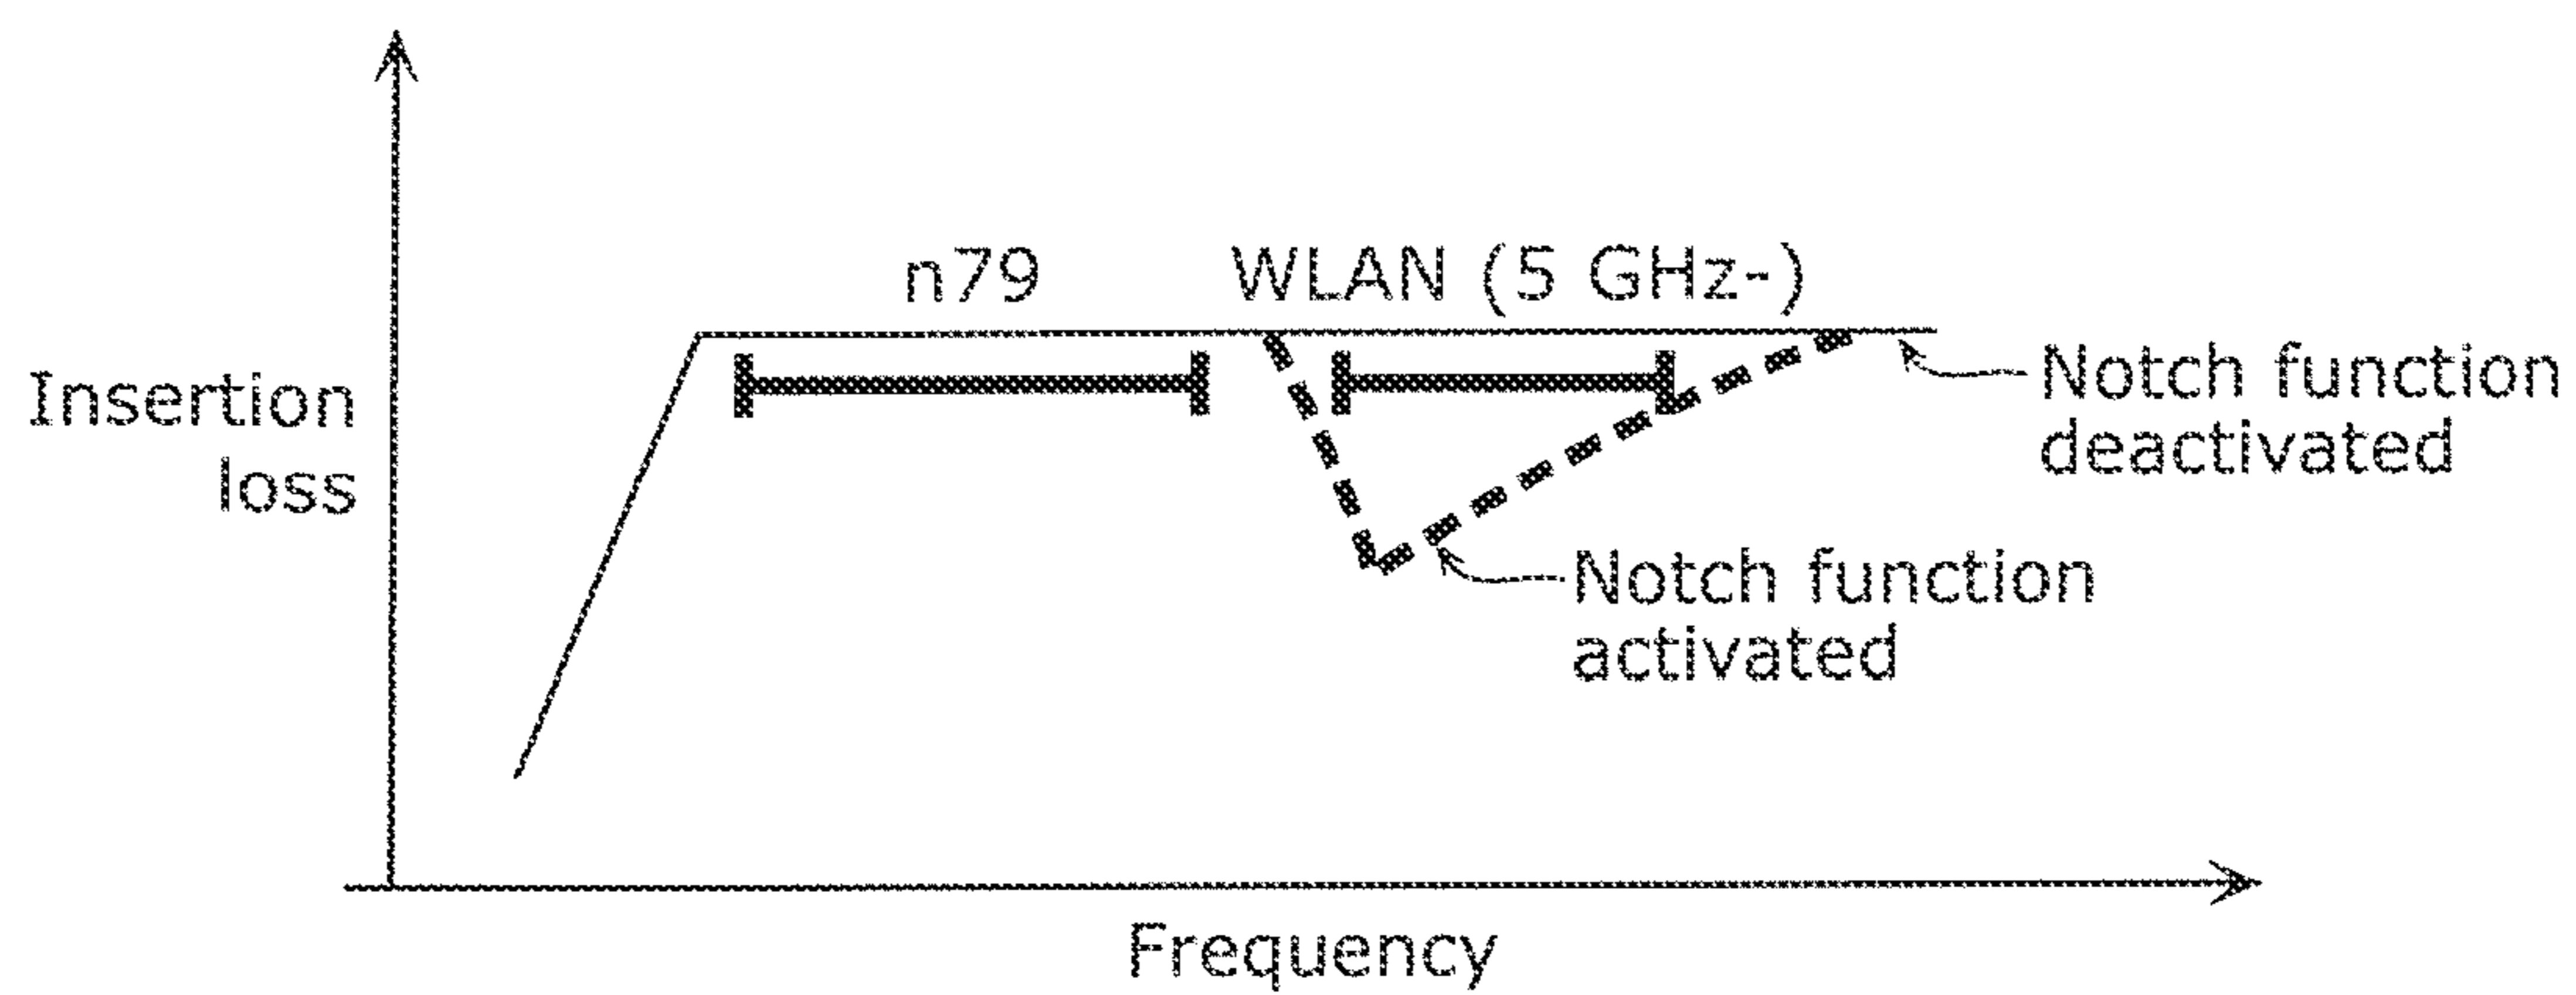 n79
WLAN (5 GHz-)
Insertion
loss
Notch function
deactivated
Notch function
activated
Frequency